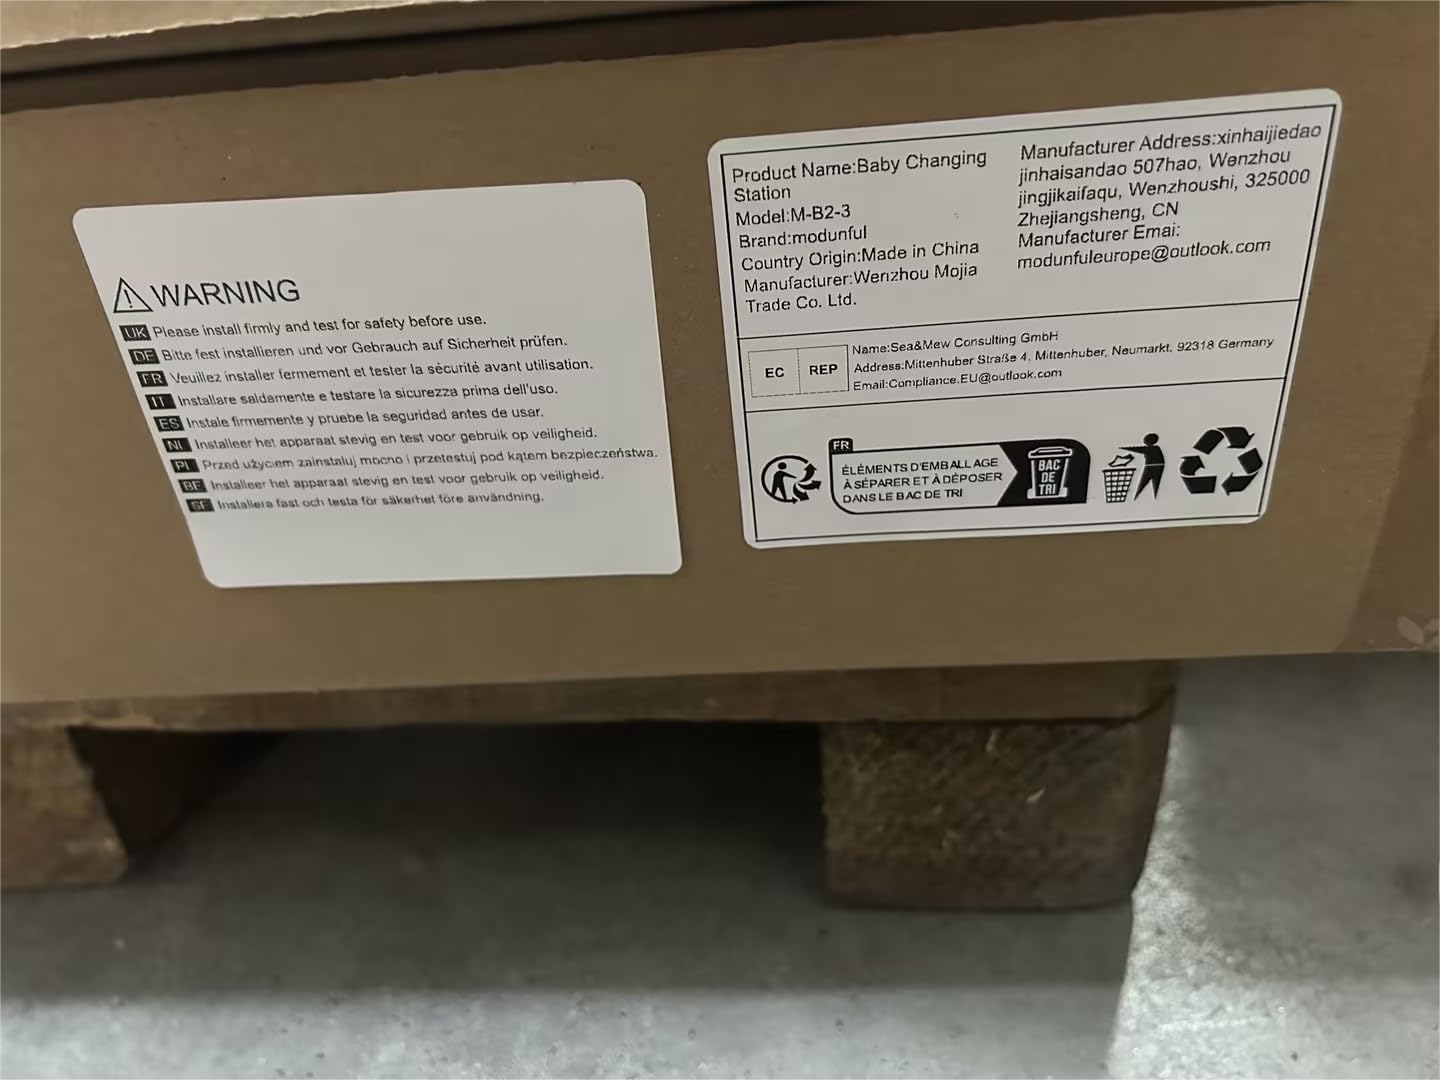 WARNING
UK Please install firmly and test for safety before use.
DE Bitte fest installieren und vor Gebrauch auf Sicherheit prüfen.
FR Veuillez installer fermement et tester la sécurité avant utilisation.
IT Installare saldamente e testare la sicurezza prima dell'uso.
ES Instale firmemente y pruebe la seguridad antes de usar.
NL Installeer het apparaat stevig en test voor gebruik op veiligheid.
PL Przed użyciem zainstaluj mocno i przetestuj pod kątem bezpieczeństwa.
BE Installeer het apparaat stevig en test voor gebruik op veiligheid.
SE Installera fast och testa för säkerhet före användning.
Product Name:Baby Changing
Station
Model:M-B2-3
Brand:modunful
Country Origin:Made in China
Manufacturer:Wenzhou Mojia
Trade Co. Ltd.
Manufacturer Address:xinhaijiedao
jinhaisandao 507hao, Wenzhou
jingjikaifaqu, Wenzhoushi, 325000
Zhejiangsheng, CN
Manufacturer Emai:
modunfuleurope@outlook.com
EC REP
Name:Sea&Mew Consulting GmbH
Address:Mittenhuber Straße 4, Mittenhuber, Neumarkt, 92318 Germany
Email:Compliance.EU@outlook.com
FR
ÉLÉMENTS D'EMBALLAGE
À SÉPARER ET À DÉPOSER
DANS LE BAC DE TRI
BAC
DE
TRI